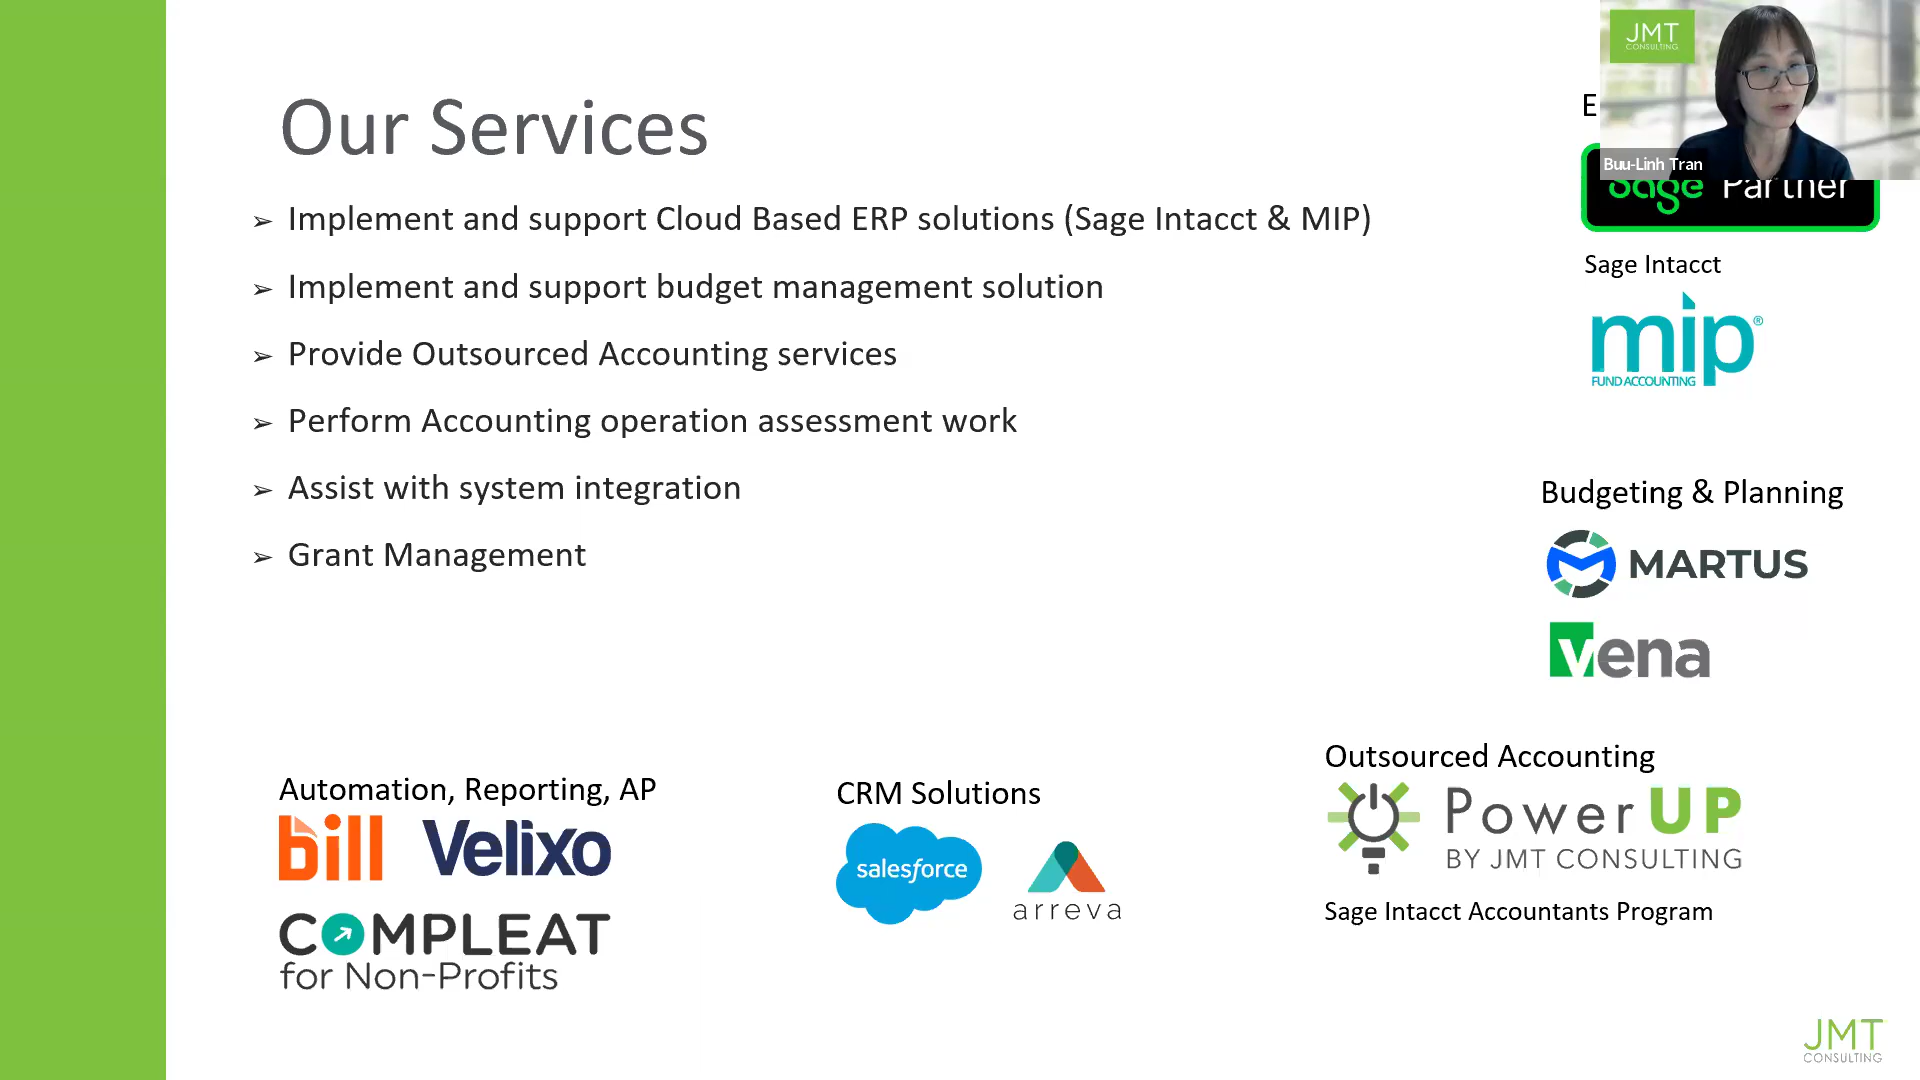 Our Services
➢ Implement and support Cloud Based ERP solutions (Sage Intacct & MIP)
➢ Implement and support budget management solution
➢ Provide Outsourced Accounting services
➢ Perform Accounting operation assessment work
➢ Assist with system integration
➢ Grant Management
JMT
CONSULTING
Buu-Linh Tran
E
Sage Partner
Sage Intacct
mip®
FUND ACCOUNTING
Budgeting & Planning
MARTUS
vena
Automation, Reporting, AP
bill Velixo
COMPLEAT
for Non-Profits
CRM Solutions
salesforce
arreva
Outsourced Accounting
PowerUP
BY JMT CONSULTING
Sage Intacct Accountants Program
JMT
CONSULTING